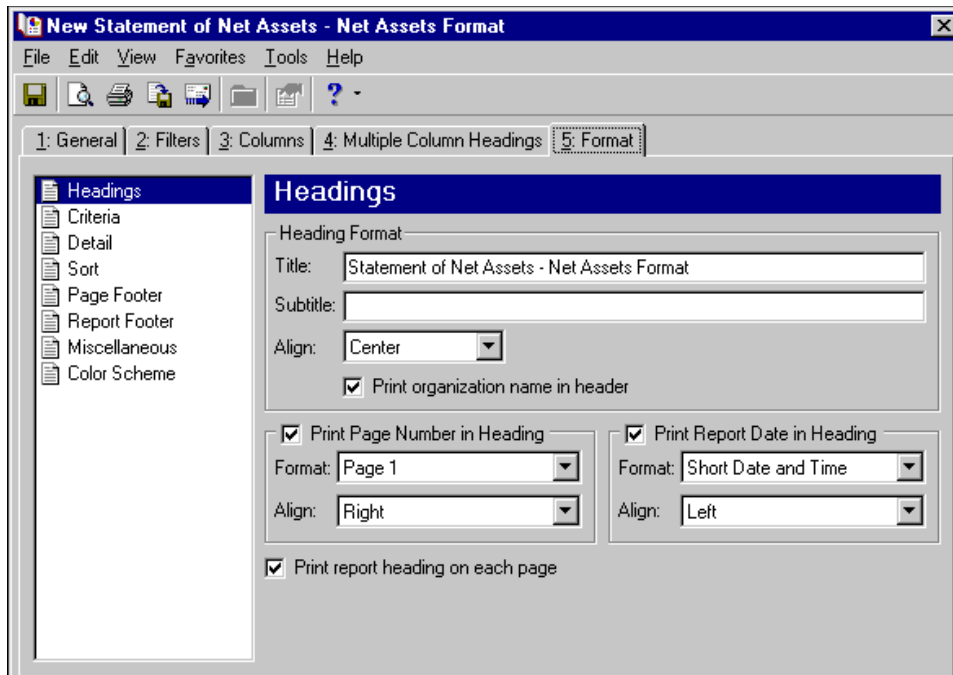 New Statement of Net Assets - Net Assets Format
File Edit View Favorites Tools Help
1: General 2: Filters 3: Columns 4: Multiple Column Headings 5: Format
Headings
Criteria
Detail
Sort
Page Footer
Report Footer
Miscellaneous
Color Scheme
Headings
Heading Format
Title: Statement of Net Assets - Net Assets Format
Subtitle:
Align: Center
Print organization name in header
Print Page Number in Heading
Format: Page 1
Align: Right
Print Report Date in Heading
Format: Short Date and Time
Align: Left
Print report heading on each page